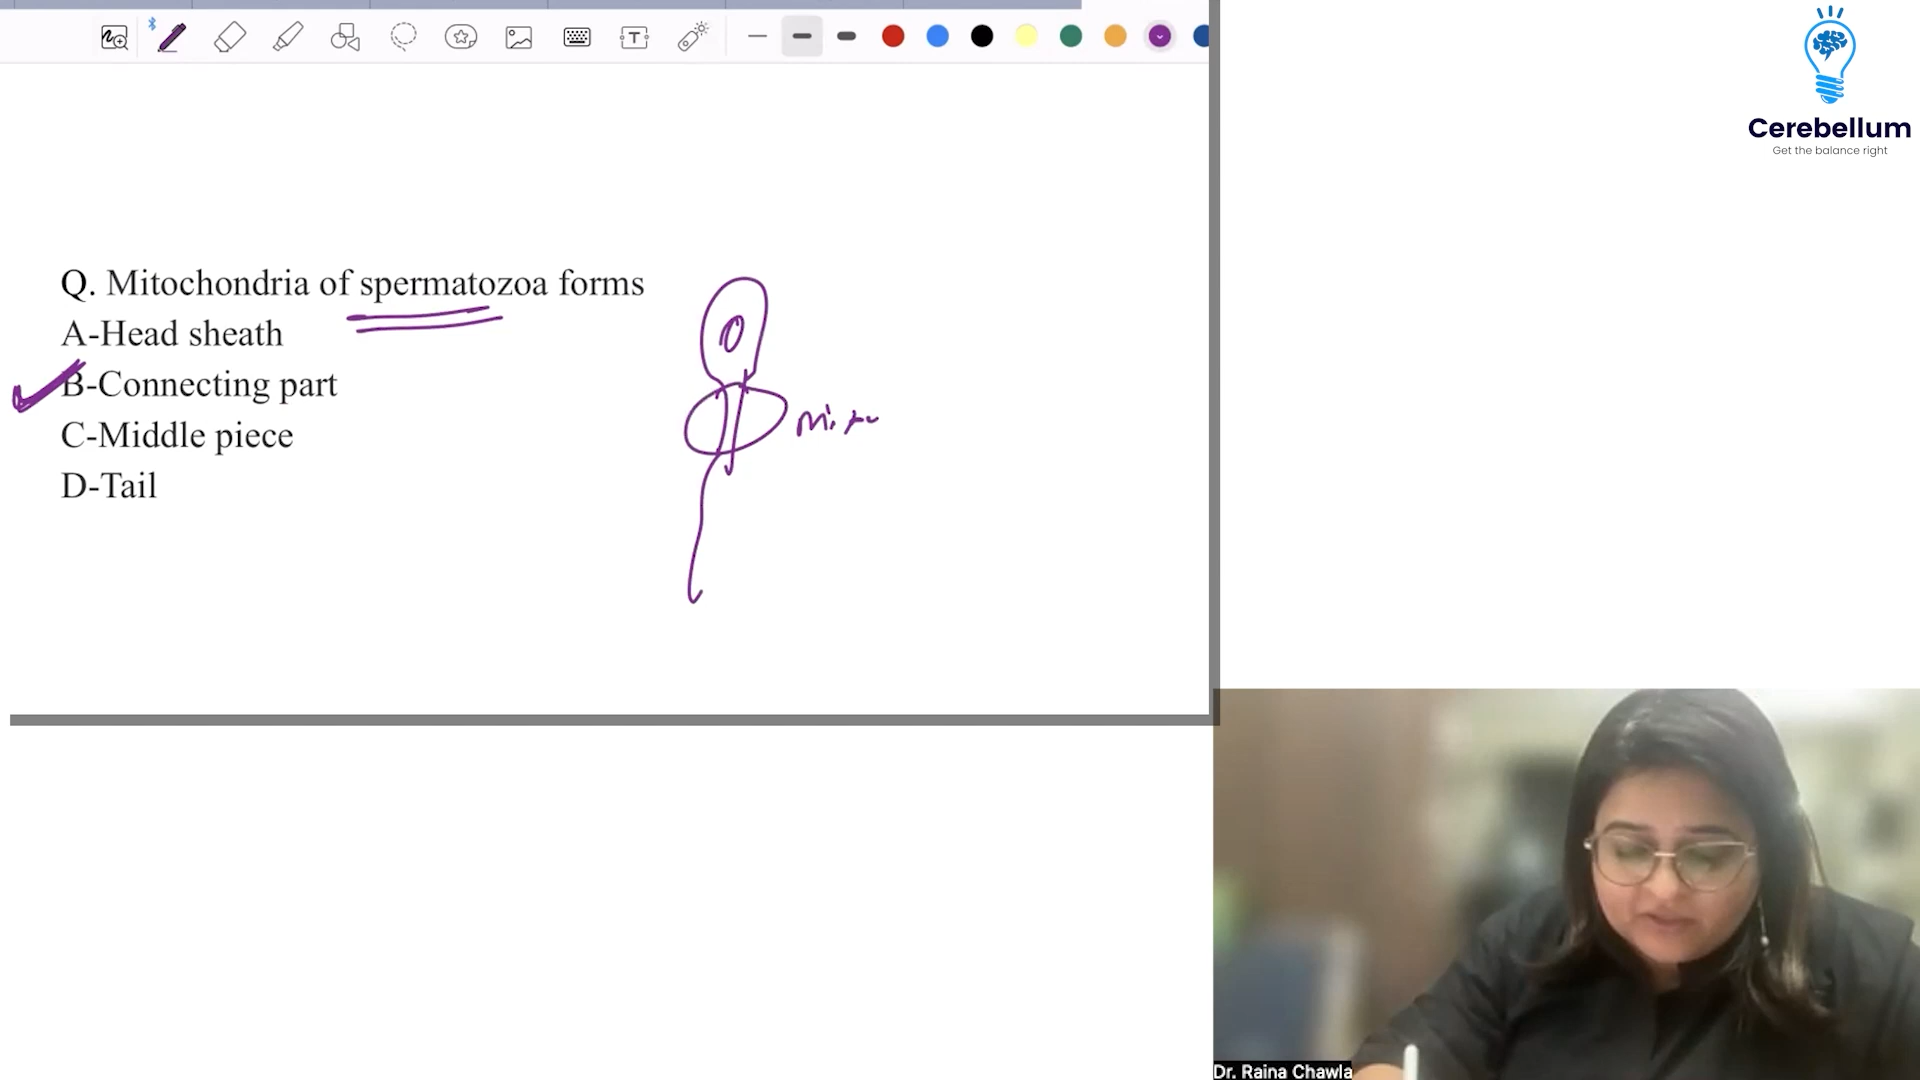 Cerebellum
Get the balance right
Q. Mitochondria of spermatozoa forms
A-Head sheath
B-Connecting part
C-Middle piece
D-Tail
Dr. Raina Chawla